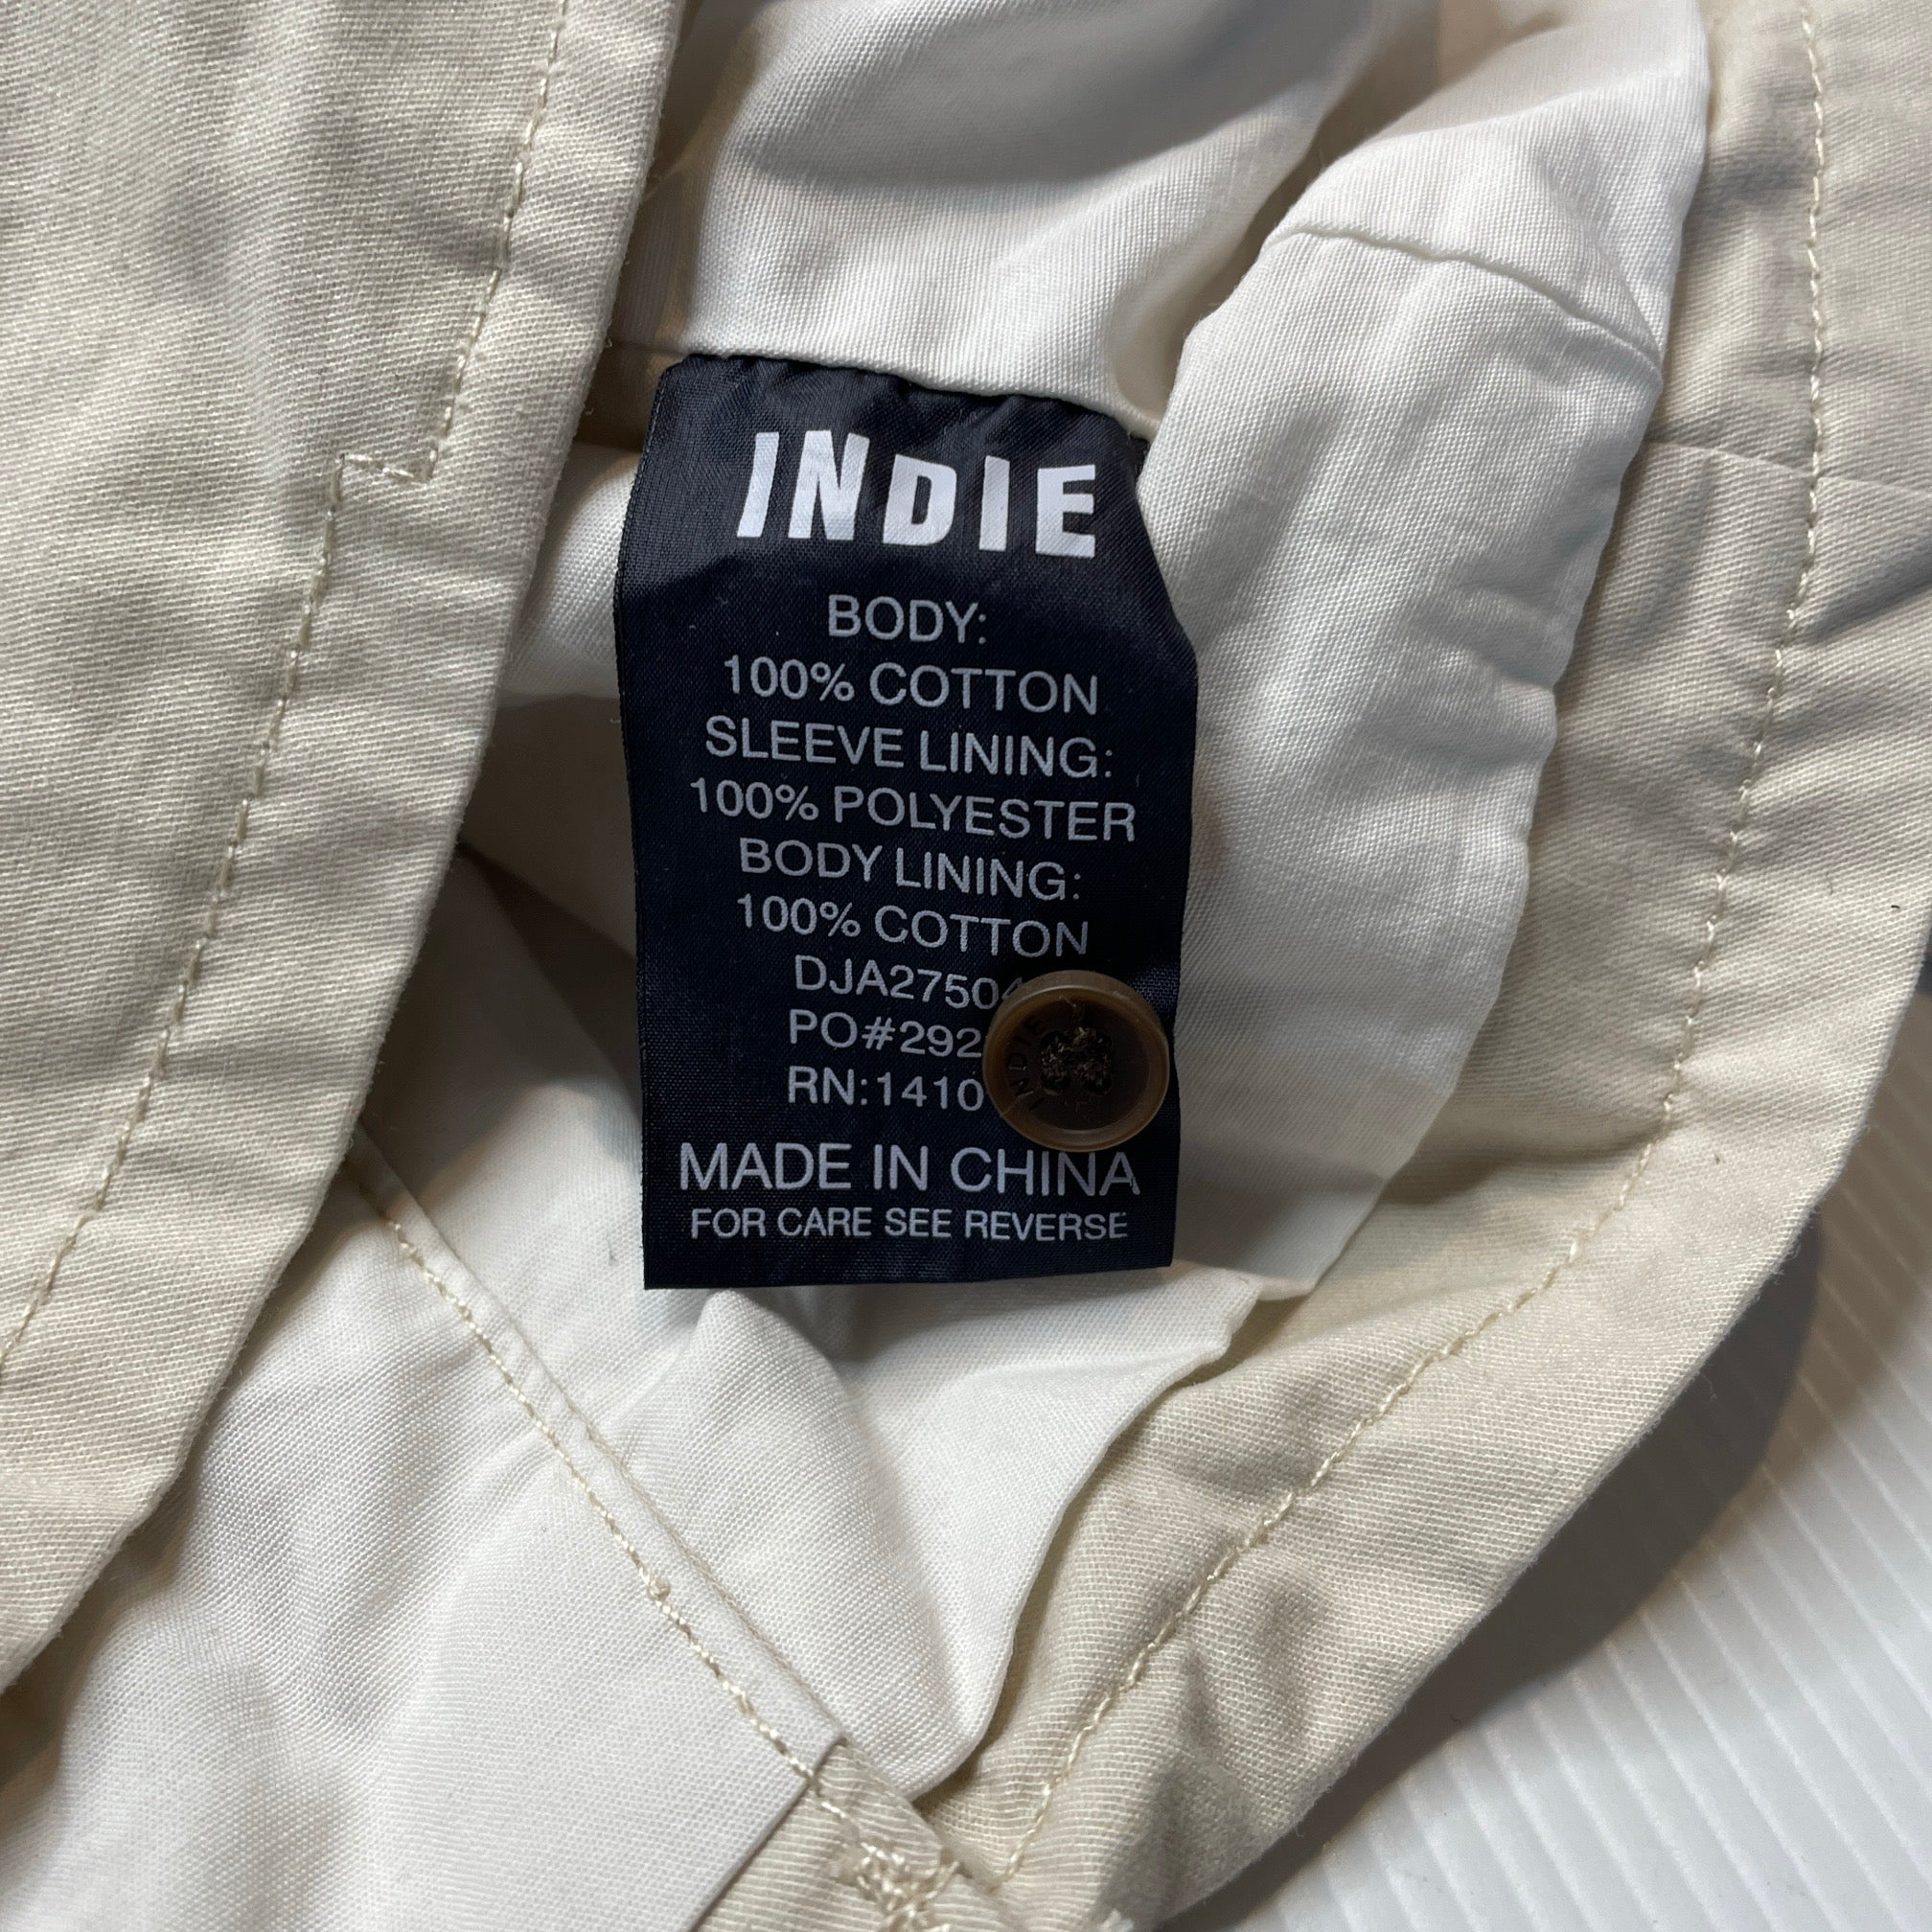 INDIE
BODY:
100% COTTON
SLEEVE LINING:
100% POLYESTER
BODY LINING:
100% COTTON
DJA27504
PO#292
RN:1410
MADE IN CHINA
FOR CARE SEE REVERSE
INDIE